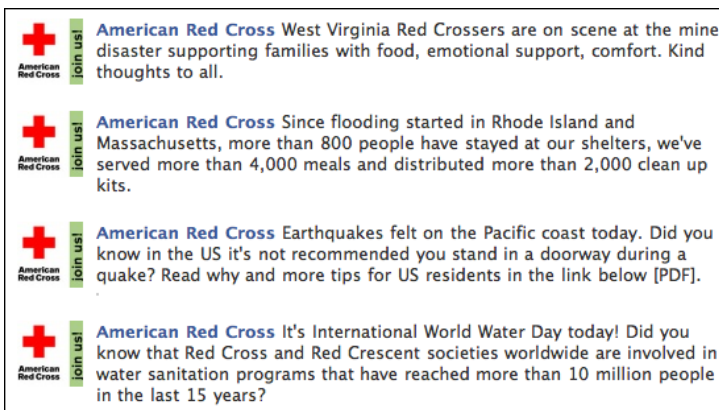 American Red Cross West Virginia Red Crossers are on scene at the mine
disaster supporting families with food, emotional support, comfort. Kind
thoughts to all.
American
Red Cross
join us!
American Red Cross Since flooding started in Rhode Island and
Massachusetts, more than 800 people have stayed at our shelters, we've
served more than 4,000 meals and distributed more than 2,000 clean up
kits.
American
Red Cross
join us!
American Red Cross Earthquakes felt on the Pacific coast today. Did you
know in the US it's not recommended you stand in a doorway during a
quake? Read why and more tips for US residents in the link below [PDF].
American
Red Cross
join us!
American Red Cross It's International World Water Day today! Did you
know that Red Cross and Red Crescent societies worldwide are involved in
water sanitation programs that have reached more than 10 million people
in the last 15 years?
American
Red Cross
join us!